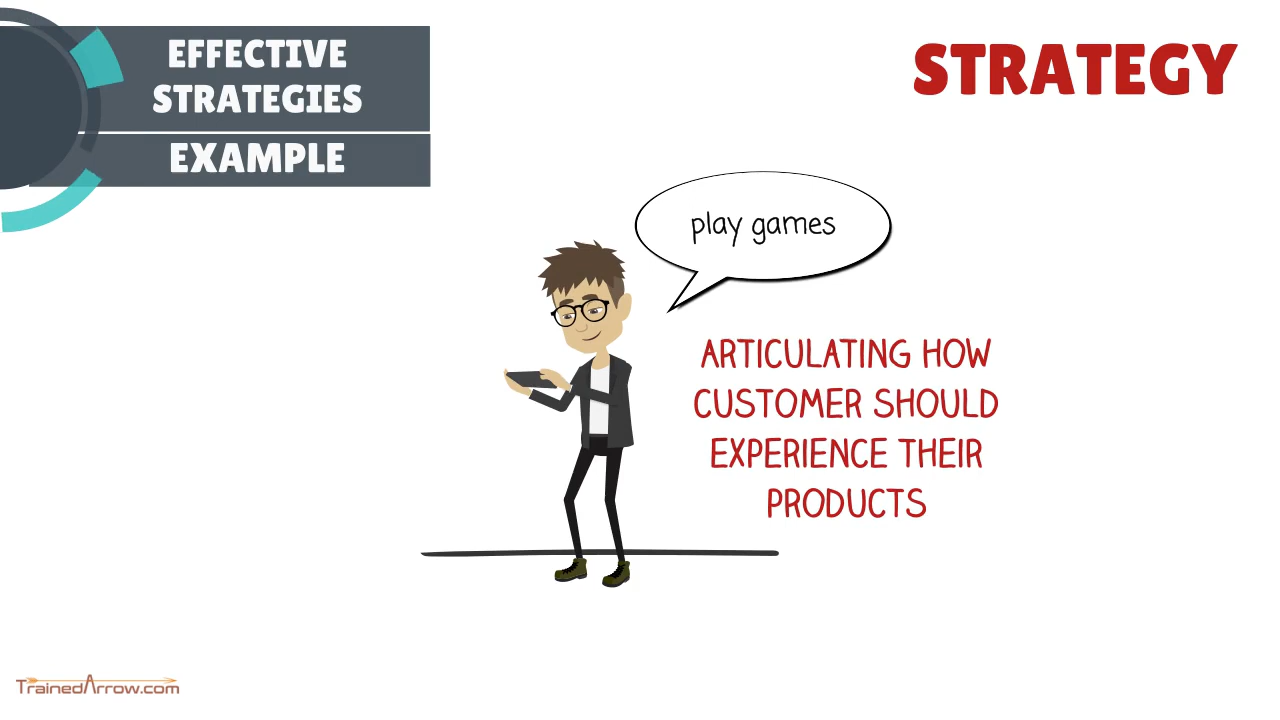 EFFECTIVE
STRATEGIES
EXAMPLE
STRATEGY
play games
ARTICULATING HOW
CUSTOMER SHOULD
EXPERIENCE THEIR
PRODUCTS
TrainedArrow.com